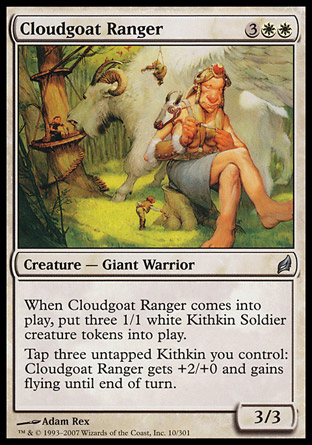 Cloudgoat Ranger 3
Creature — Giant Warrior
When Cloudgoat Ranger comes into
play, put three 1/1 white Kithkin Soldier
creature tokens into play.
Tap three untapped Kithkin you control:
Cloudgoat Ranger gets +2/+0 and gains
flying until end of turn.
Adam Rex
™ & © 1993–2007 Wizards of the Coast, Inc. 10/301
3/3